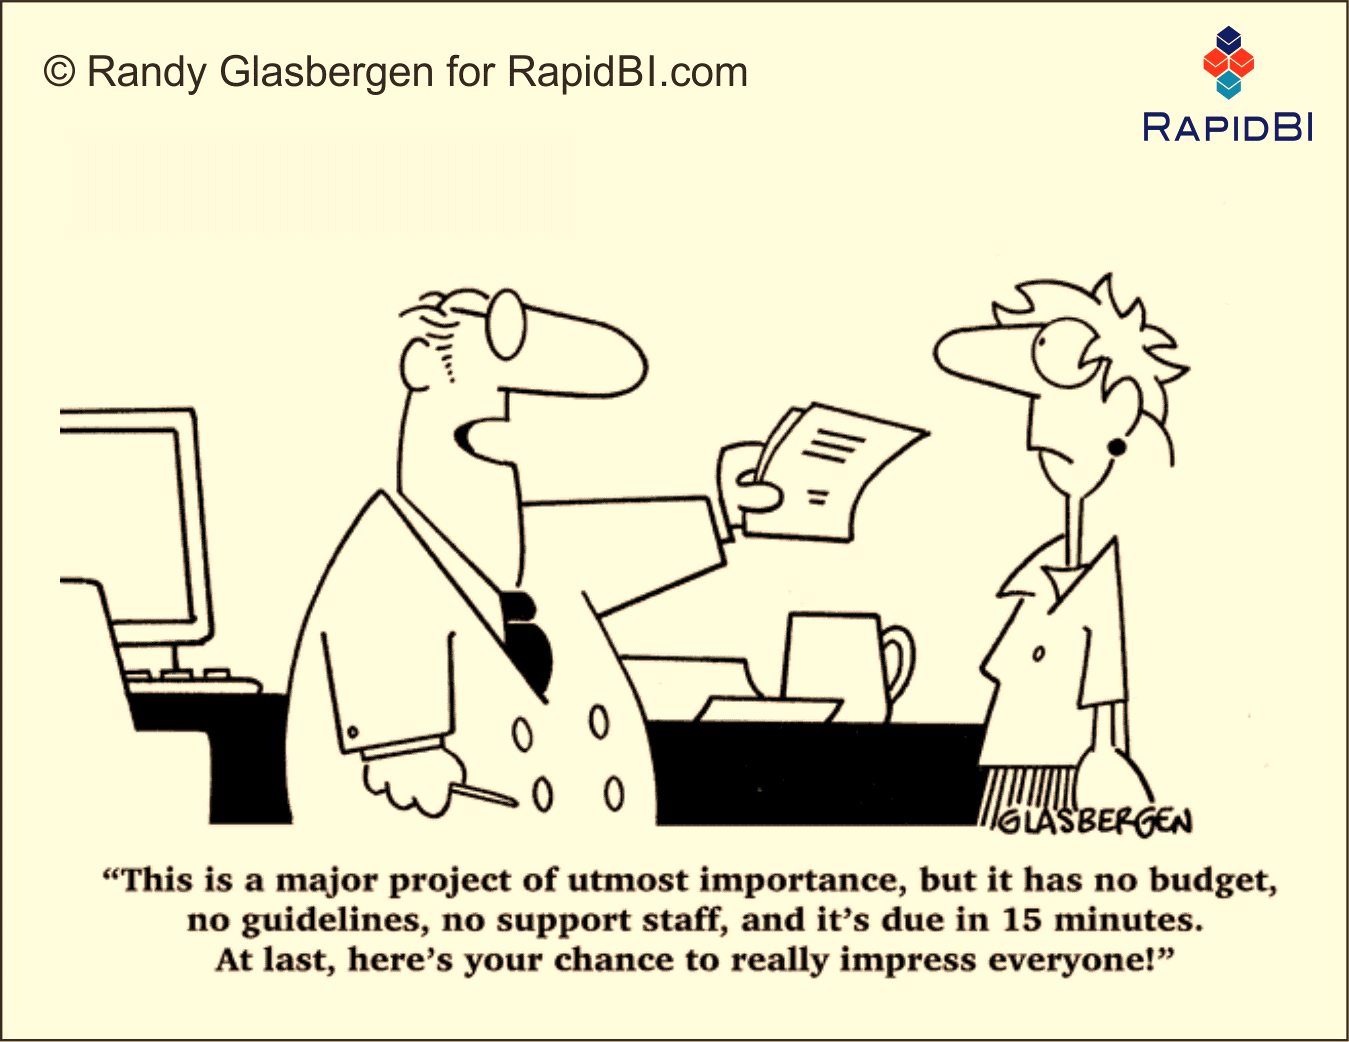 © Randy Glasbergen for RapidBI.com
RAPIDBI
GLASBERGEN
“This is a major project of utmost importance, but it has no budget,
no guidelines, no support staff, and it’s due in 15 minutes.
At last, here’s your chance to really impress everyone!”